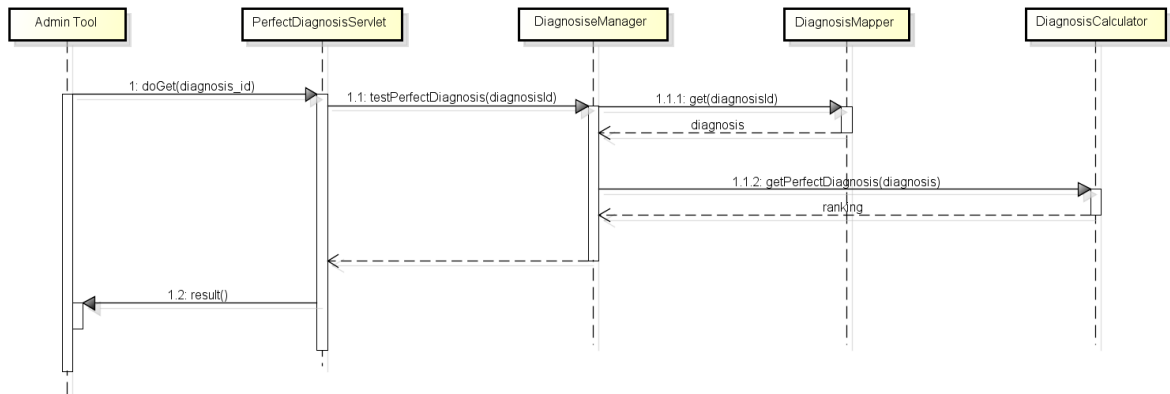 Admin Tool
PerfectDiagnosisServlet
DiagnosiseManager
DiagnosisMapper
DiagnosisCalculator
1: doGet(diagnosis_id)
1.1: testPerfectDiagnosis(diagnosisId)
1.1.1: get(diagnosisId)
diagnosis
1.1.2: getPerfectDiagnosis(diagnosis)
ranking
1.2: result()